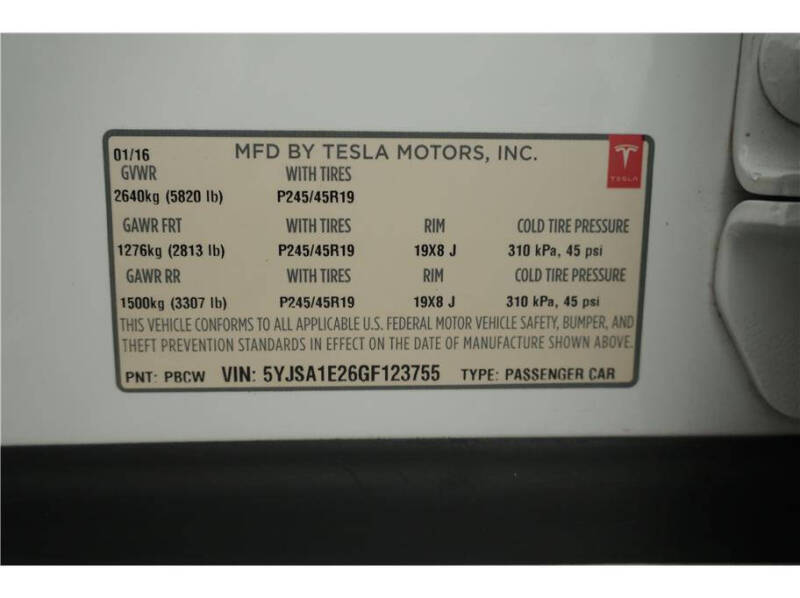 01/16 MFD BY TESLA MOTORS, INC.
TESLA
GVWR WITH TIRES
2640kg (5820 lb) P245/45R19
GAWR FRT WITH TIRES RIM COLD TIRE PRESSURE
1276kg (2813 lb) P245/45R19 19X8 J 310 kPa, 45 psi
GAWR RR WITH TIRES RIM COLD TIRE PRESSURE
1500kg (3307 lb) P245/45R19 19X8 J 310 kPa, 45 psi
THIS VEHICLE CONFORMS TO ALL APPLICABLE U.S. FEDERAL MOTOR VEHICLE SAFETY, BUMPER, AND
THEFT PREVENTION STANDARDS IN EFFECT ON THE DATE OF MANUFACTURE SHOWN ABOVE.
PNT: PBCW VIN: 5YJSA1E26GF123755 TYPE: PASSENGER CAR